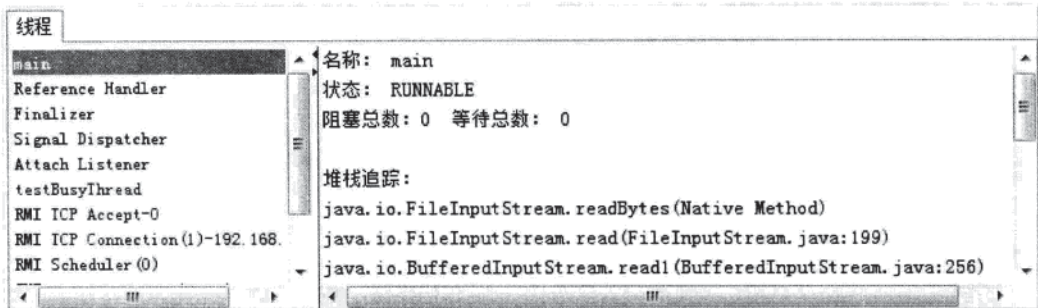 线程
main
Reference Handler
Finalizer
Signal Dispatcher
Attach Listener
testBusyThread
RMI TCP Accept-0
RMI TCP Connection(1)-192.168.
RMI Scheduler(0)
名称: main
状态: RUNNABLE
阻塞总数: 0 等待总数: 0
堆栈追踪:
java.io.FileInputStream.readBytes(Native Method)
java.io.FileInputStream.read(FileInputStream.java:199)
java.io.BufferedInputStream.read1(BufferedInputStream.java:256)